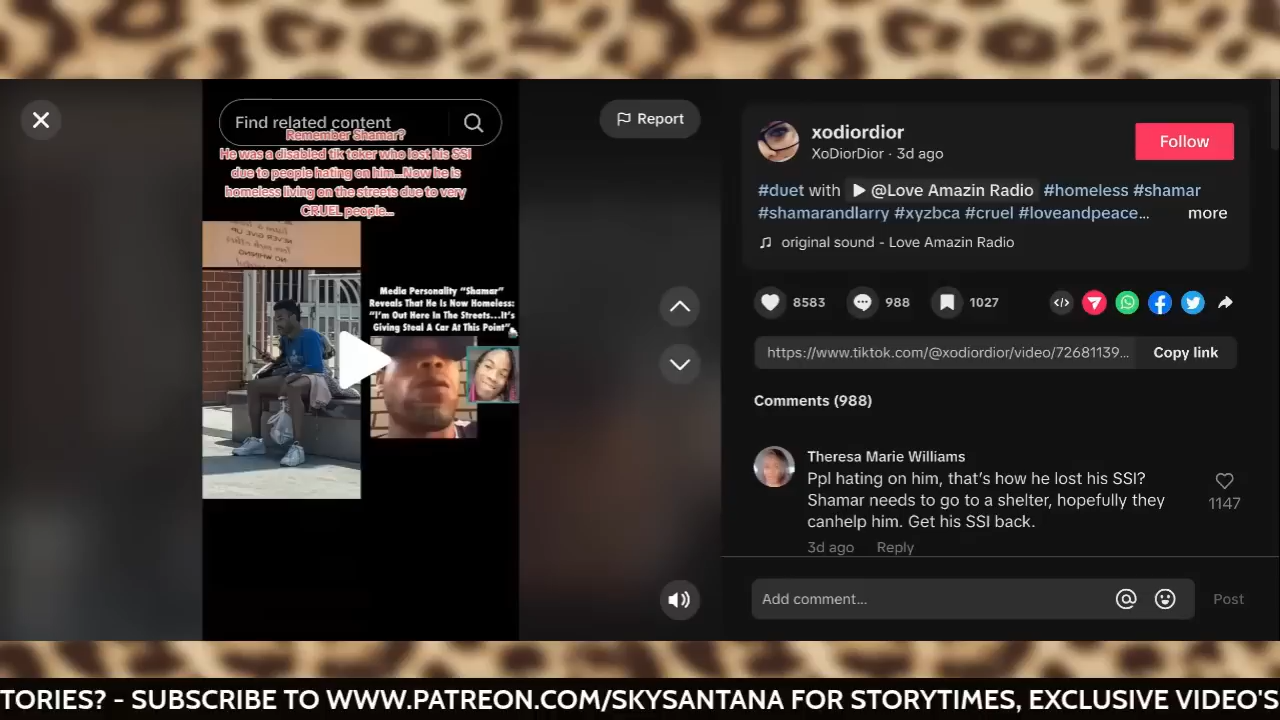 Find related content
Report
Remember Shamar?
He was a disabled tik toker who lost his SSI
due to people hating on him...Now he is
homeless living on the streets due to very
CRUEL people...
NEVER GIVE UP
NO WHINING
Media Personality "Shamar"
Reveals That He Is Now Homeless:
"I'm Out Here In The Streets...It's
Giving Steal A Car At This Point"
xodiordior
XoDiorDior · 3d ago
Follow
#duet with @Love Amazin Radio #homeless #shamar
#shamarandlarry #xyzbca #cruel #loveandpeace... more
original sound - Love Amazin Radio
8583 988 1027
https://www.tiktok.com/@xodiordior/video/72681139... Copy link
Comments (988)
Theresa Marie Williams
Ppl hating on him, that's how he lost his SSI?
Shamar needs to go to a shelter, hopefully they
canhelp him. Get his SSI back.
1147
3d ago Reply
Add comment... Post
TORIES? - SUBSCRIBE TO WWW.PATREON.COM/SKYSANTANA FOR STORYTIMES, EXCLUSIVE VIDEO'S